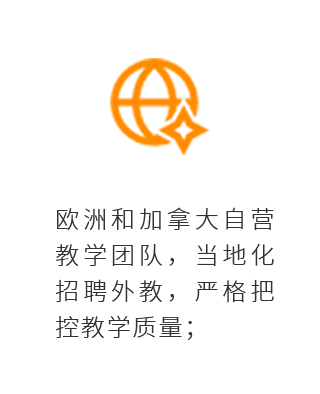 欧洲和加拿大自营
教学团队，当地化
招聘外教，严格把
控教学质量；